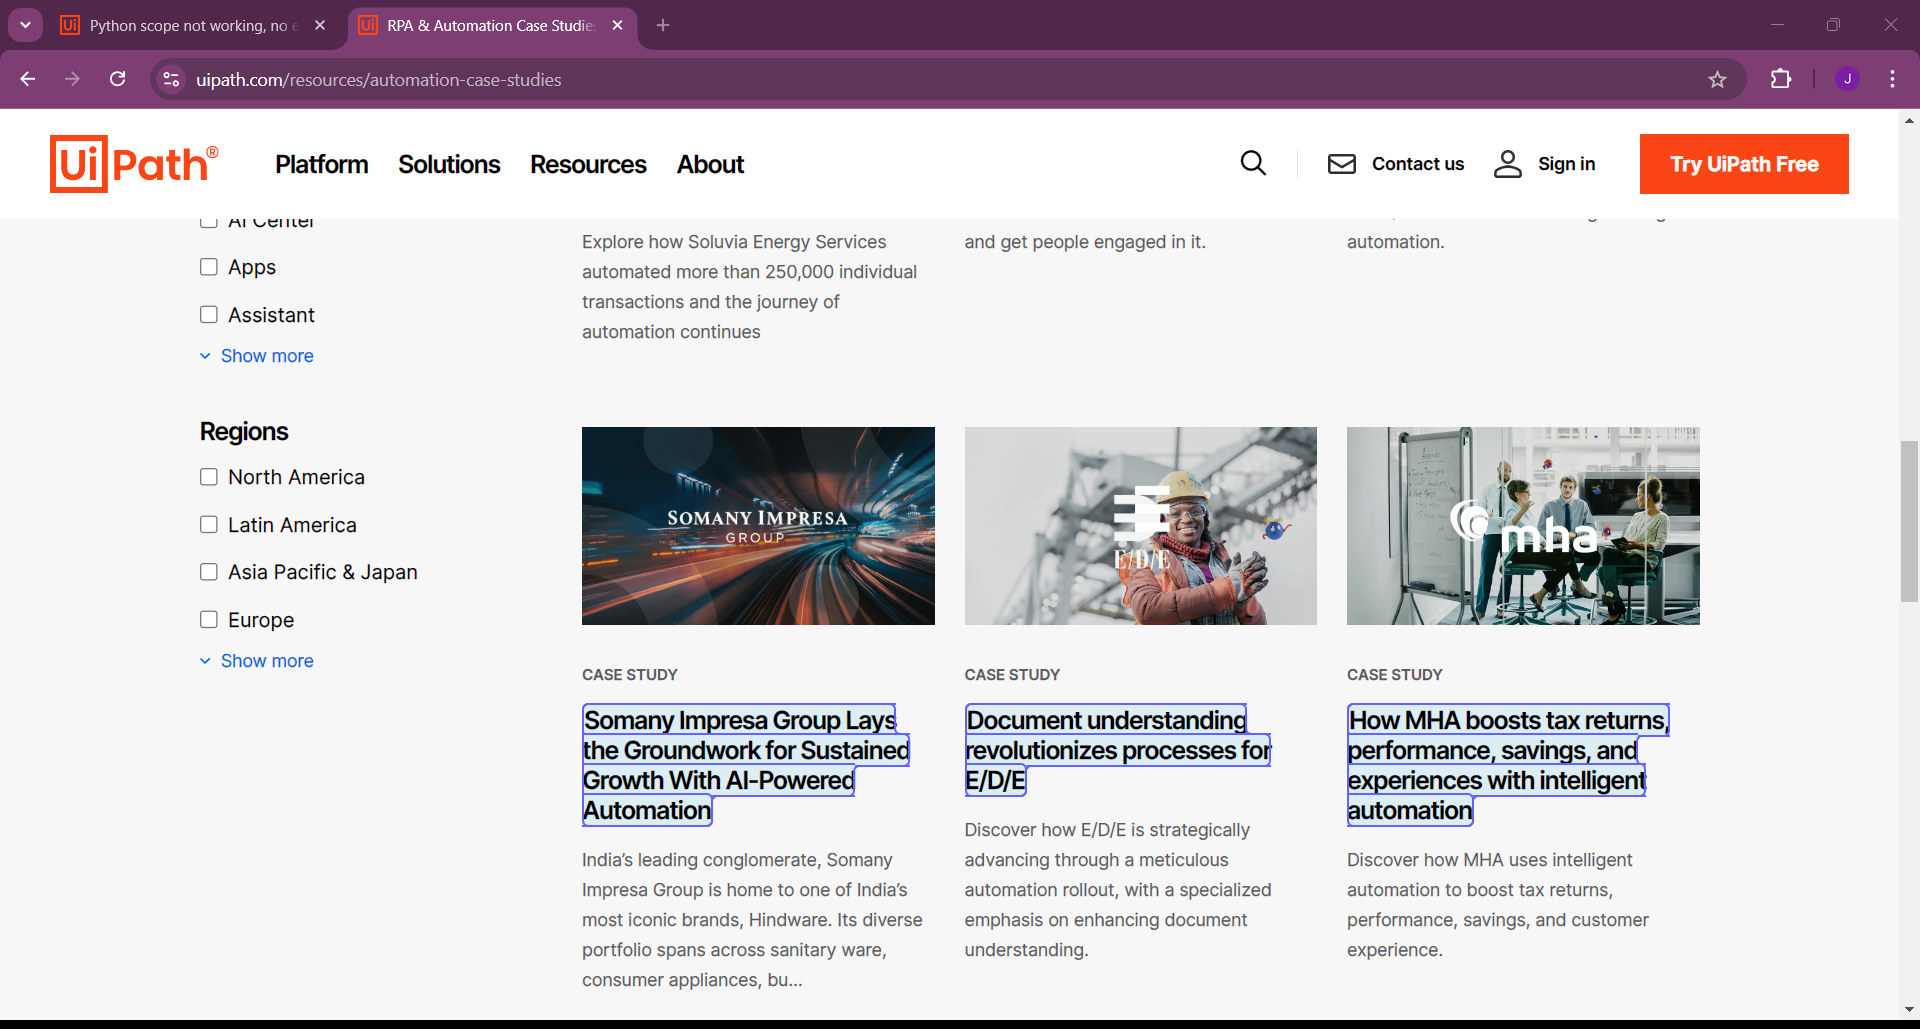 Python scope not working, no e
RPA & Automation Case Studies
uipath.com/resources/automation-case-studies
J
UiPath®
Platform
Solutions
Resources
About
Contact us
Sign in
Try UiPath Free
AI Center
Apps
Assistant
Show more
Regions
North America
Latin America
Asia Pacific & Japan
Europe
Show more
Explore how Soluvia Energy Services
automated more than 250,000 individual
transactions and the journey of
automation continues
and get people engaged in it.
automation.
SOMANY IMPRESA
GROUP
E/D/E
mha
CASE STUDY
Somany Impresa Group Lays
the Groundwork for Sustained
Growth With AI-Powered
Automation
India’s leading conglomerate, Somany
Impresa Group is home to one of India’s
most iconic brands, Hindware. Its diverse
portfolio spans across sanitary ware,
consumer appliances, bu...
CASE STUDY
Document understanding
revolutionizes processes for
E/D/E
Discover how E/D/E is strategically
advancing through a meticulous
automation rollout, with a specialized
emphasis on enhancing document
understanding.
CASE STUDY
How MHA boosts tax returns,
performance, savings, and
experiences with intelligent
automation
Discover how MHA uses intelligent
automation to boost tax returns,
performance, savings, and customer
experience.